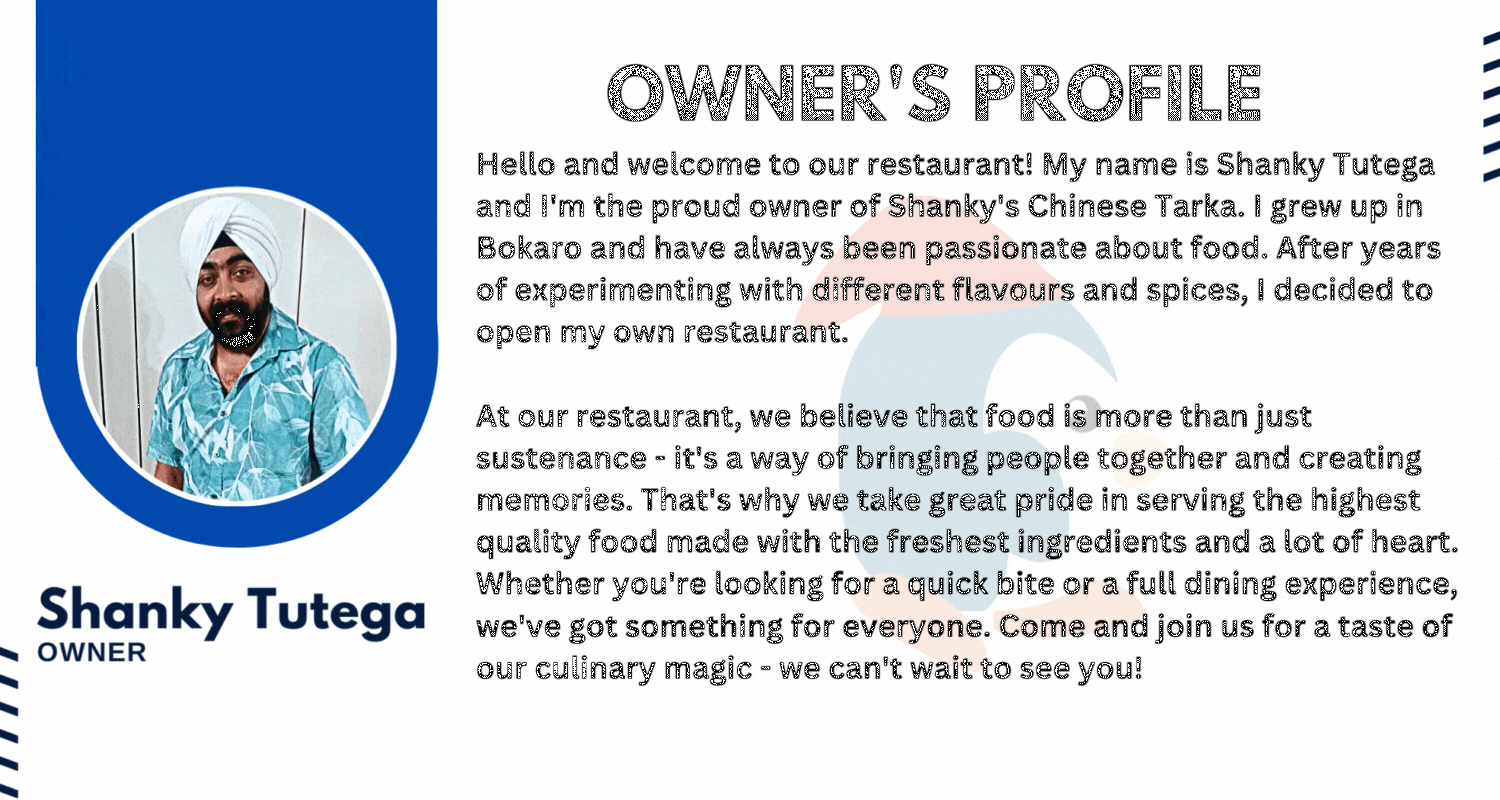 OWNER'S PROFILE
Hello and welcome to our restaurant! My name is Shanky Tutega
and I'm the proud owner of Shanky's Chinese Tarka. I grew up in
Bokaro and have always been passionate about food. After years
of experimenting with different flavours and spices, I decided to
open my own restaurant.
At our restaurant, we believe that food is more than just
sustenance - it's a way of bringing people together and creating
memories. That's why we take great pride in serving the highest
quality food made with the freshest ingredients and a lot of heart.
Whether you're looking for a quick bite or a full dining experience,
we've got something for everyone. Come and join us for a taste of
our culinary magic - we can't wait to see you!
Shanky Tutega
OWNER